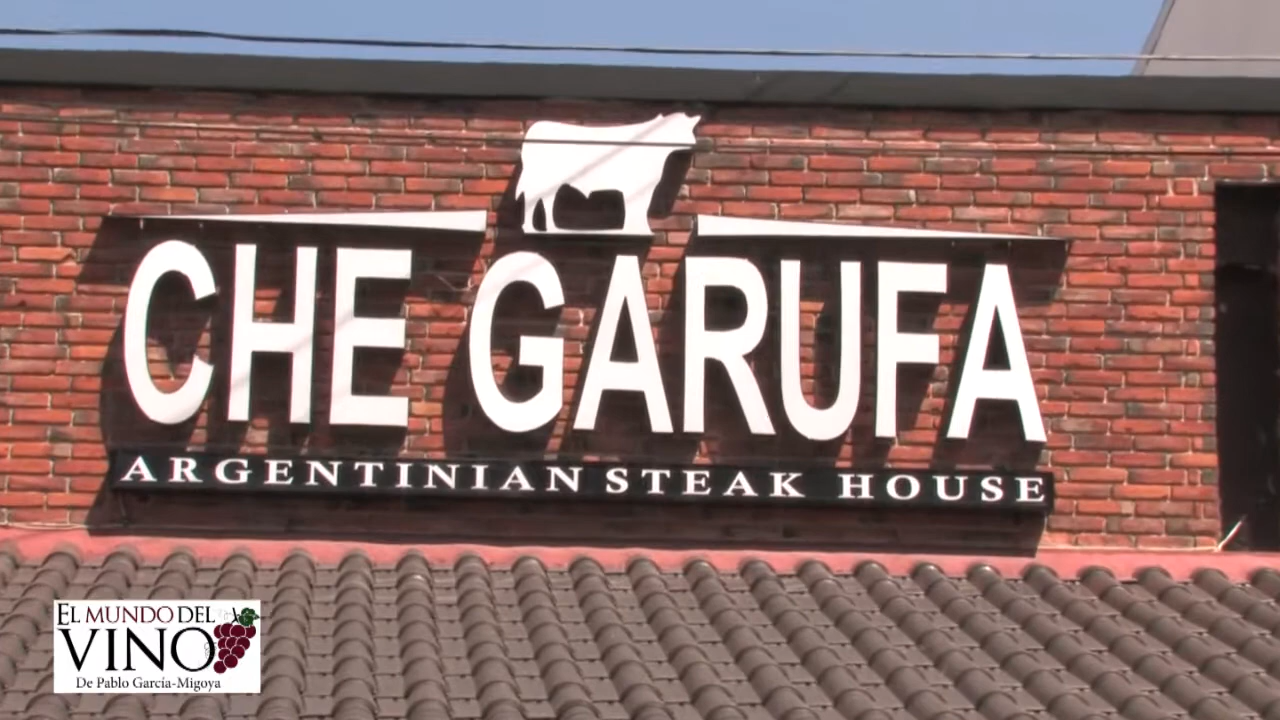 CHE GARUFA
ARGENTINIAN STEAK HOUSE
EL MUNDO DEL
VINO
De Pablo García-Migoya